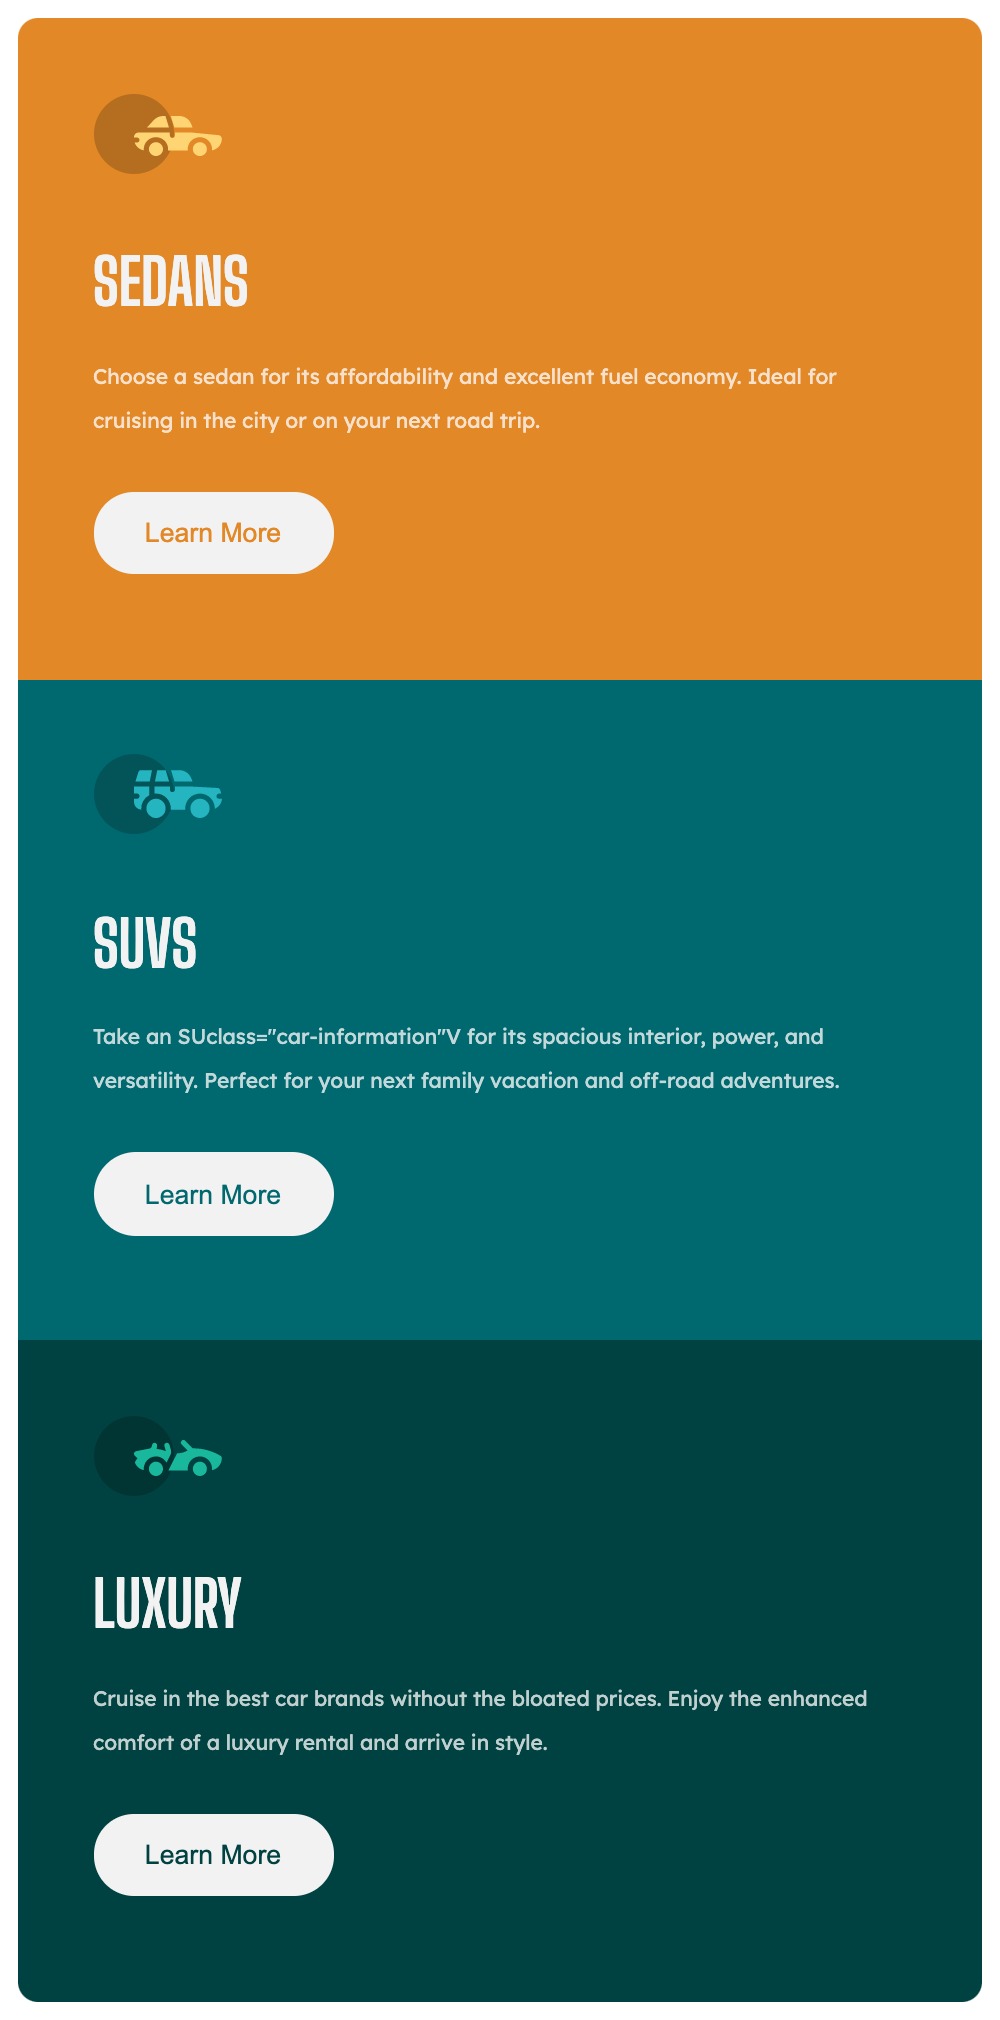 SEDANS
Choose a sedan for its affordability and excellent fuel economy. Ideal for
cruising in the city or on your next road trip.
Learn More
SUVS
Take an SUclass="car-information"V for its spacious interior, power, and
versatility. Perfect for your next family vacation and off-road adventures.
Learn More
LUXURY
Cruise in the best car brands without the bloated prices. Enjoy the enhanced
comfort of a luxury rental and arrive in style.
Learn More